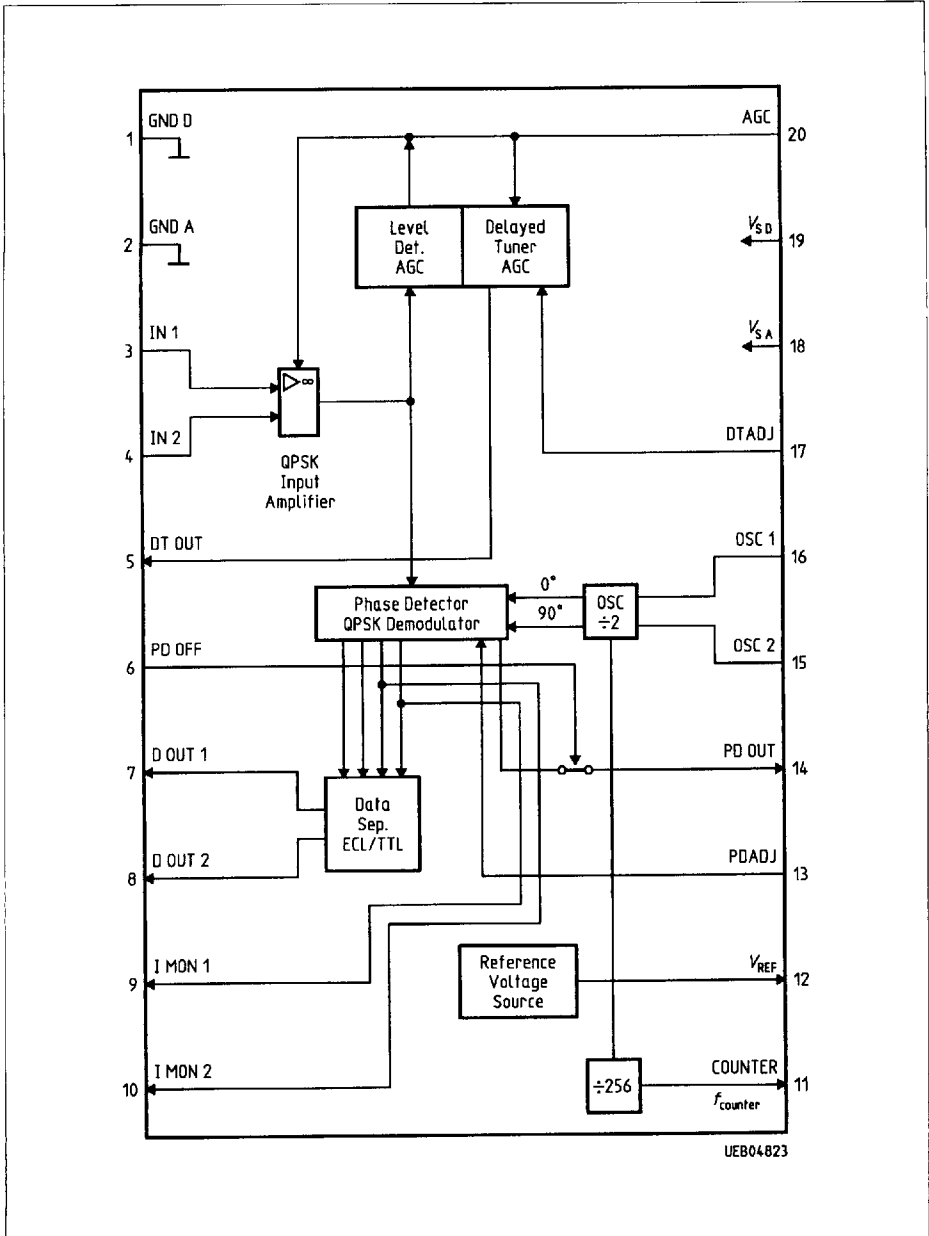 GND D
1
AGC
20
Level
Det.
AGC
Delayed
Tuner
AGC
GND A
2
V_SD
19
IN 1
3
V_SA
18
▷∞
IN 2
4
DTADJ
17
QPSK
Input
Amplifier
DT OUT
5
OSC 1
16
Phase Detector
QPSK Demodulator
0°
90°
OSC
÷2
OSC 2
15
PD OFF
6
D OUT 1
7
PD OUT
14
Data
Sep.
ECL/TTL
D OUT 2
8
PDADJ
13
I MON 1
9
Reference
Voltage
Source
V_REF
12
I MON 2
10
÷256
COUNTER
11
f_counter
UEB04823